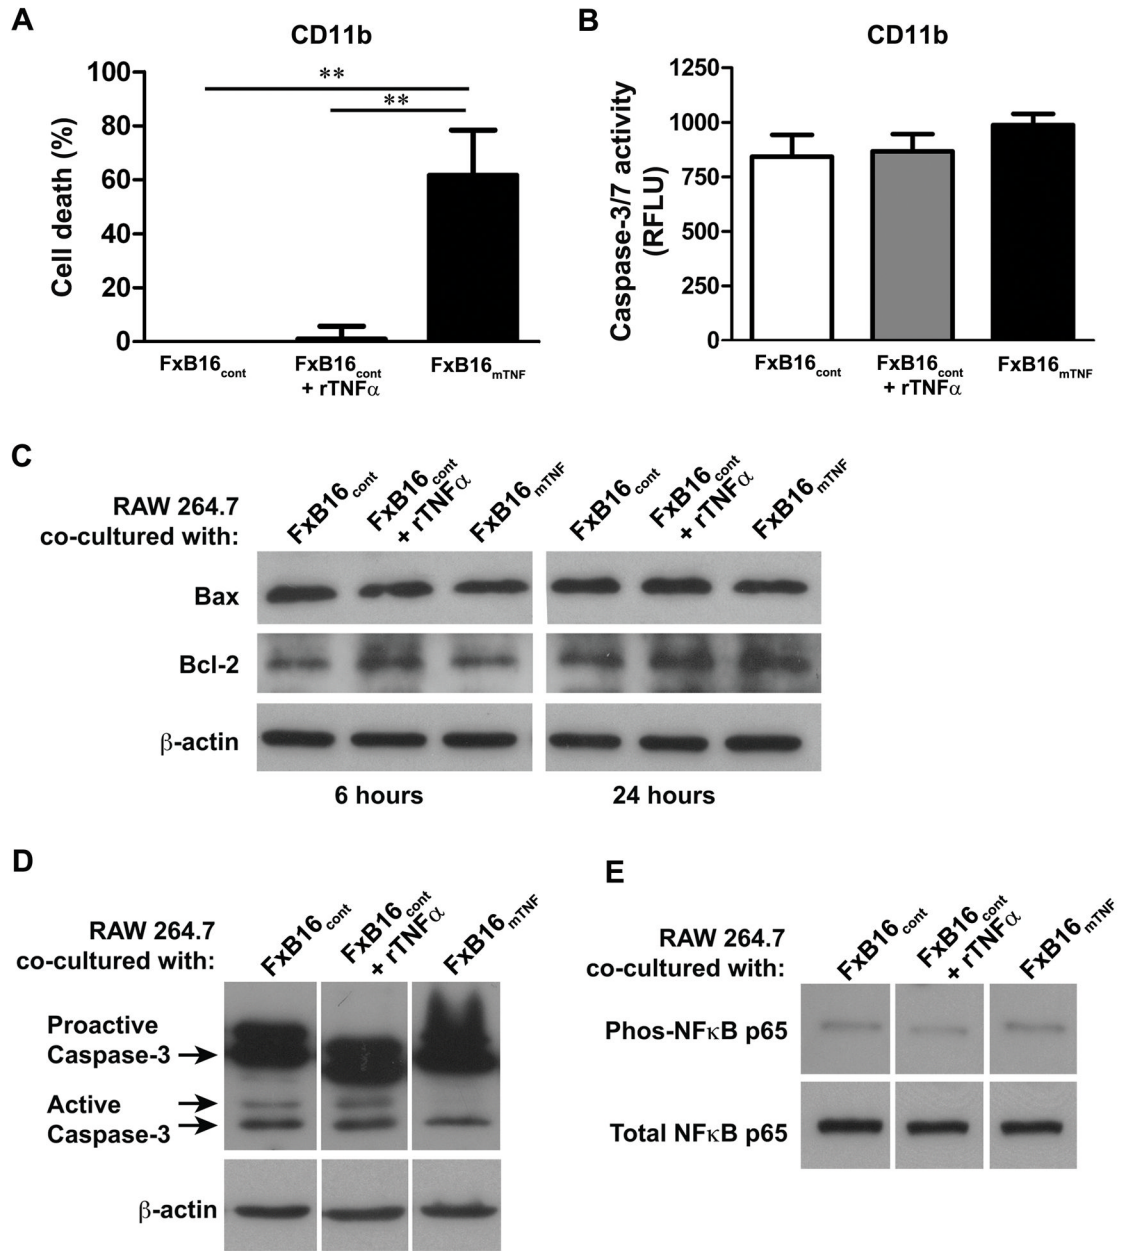 A
CD11b
Cell death (%)
100
80
60
40
20
0
**
**
FxB16cont
FxB16cont
+ rTNFα
FxB16mTNF
B
CD11b
Caspase-3/7 activity
(RFLU)
1250
1000
750
500
250
0
FxB16cont
FxB16cont
+ rTNFα
FxB16mTNF
C
RAW 264.7
co-cultured with:
FxB16cont
FxB16cont
+ rTNFα
FxB16mTNF
FxB16cont
FxB16cont
+ rTNFα
FxB16mTNF
Bax
Bcl-2
β-actin
6 hours
24 hours
D
RAW 264.7
co-cultured with:
FxB16cont
FxB16cont
+ rTNFα
FxB16mTNF
Proactive
Caspase-3
Active
Caspase-3
β-actin
E
RAW 264.7
co-cultured with:
FxB16cont
FxB16cont
+ rTNFα
FxB16mTNF
Phos-NFκB p65
Total NFκB p65